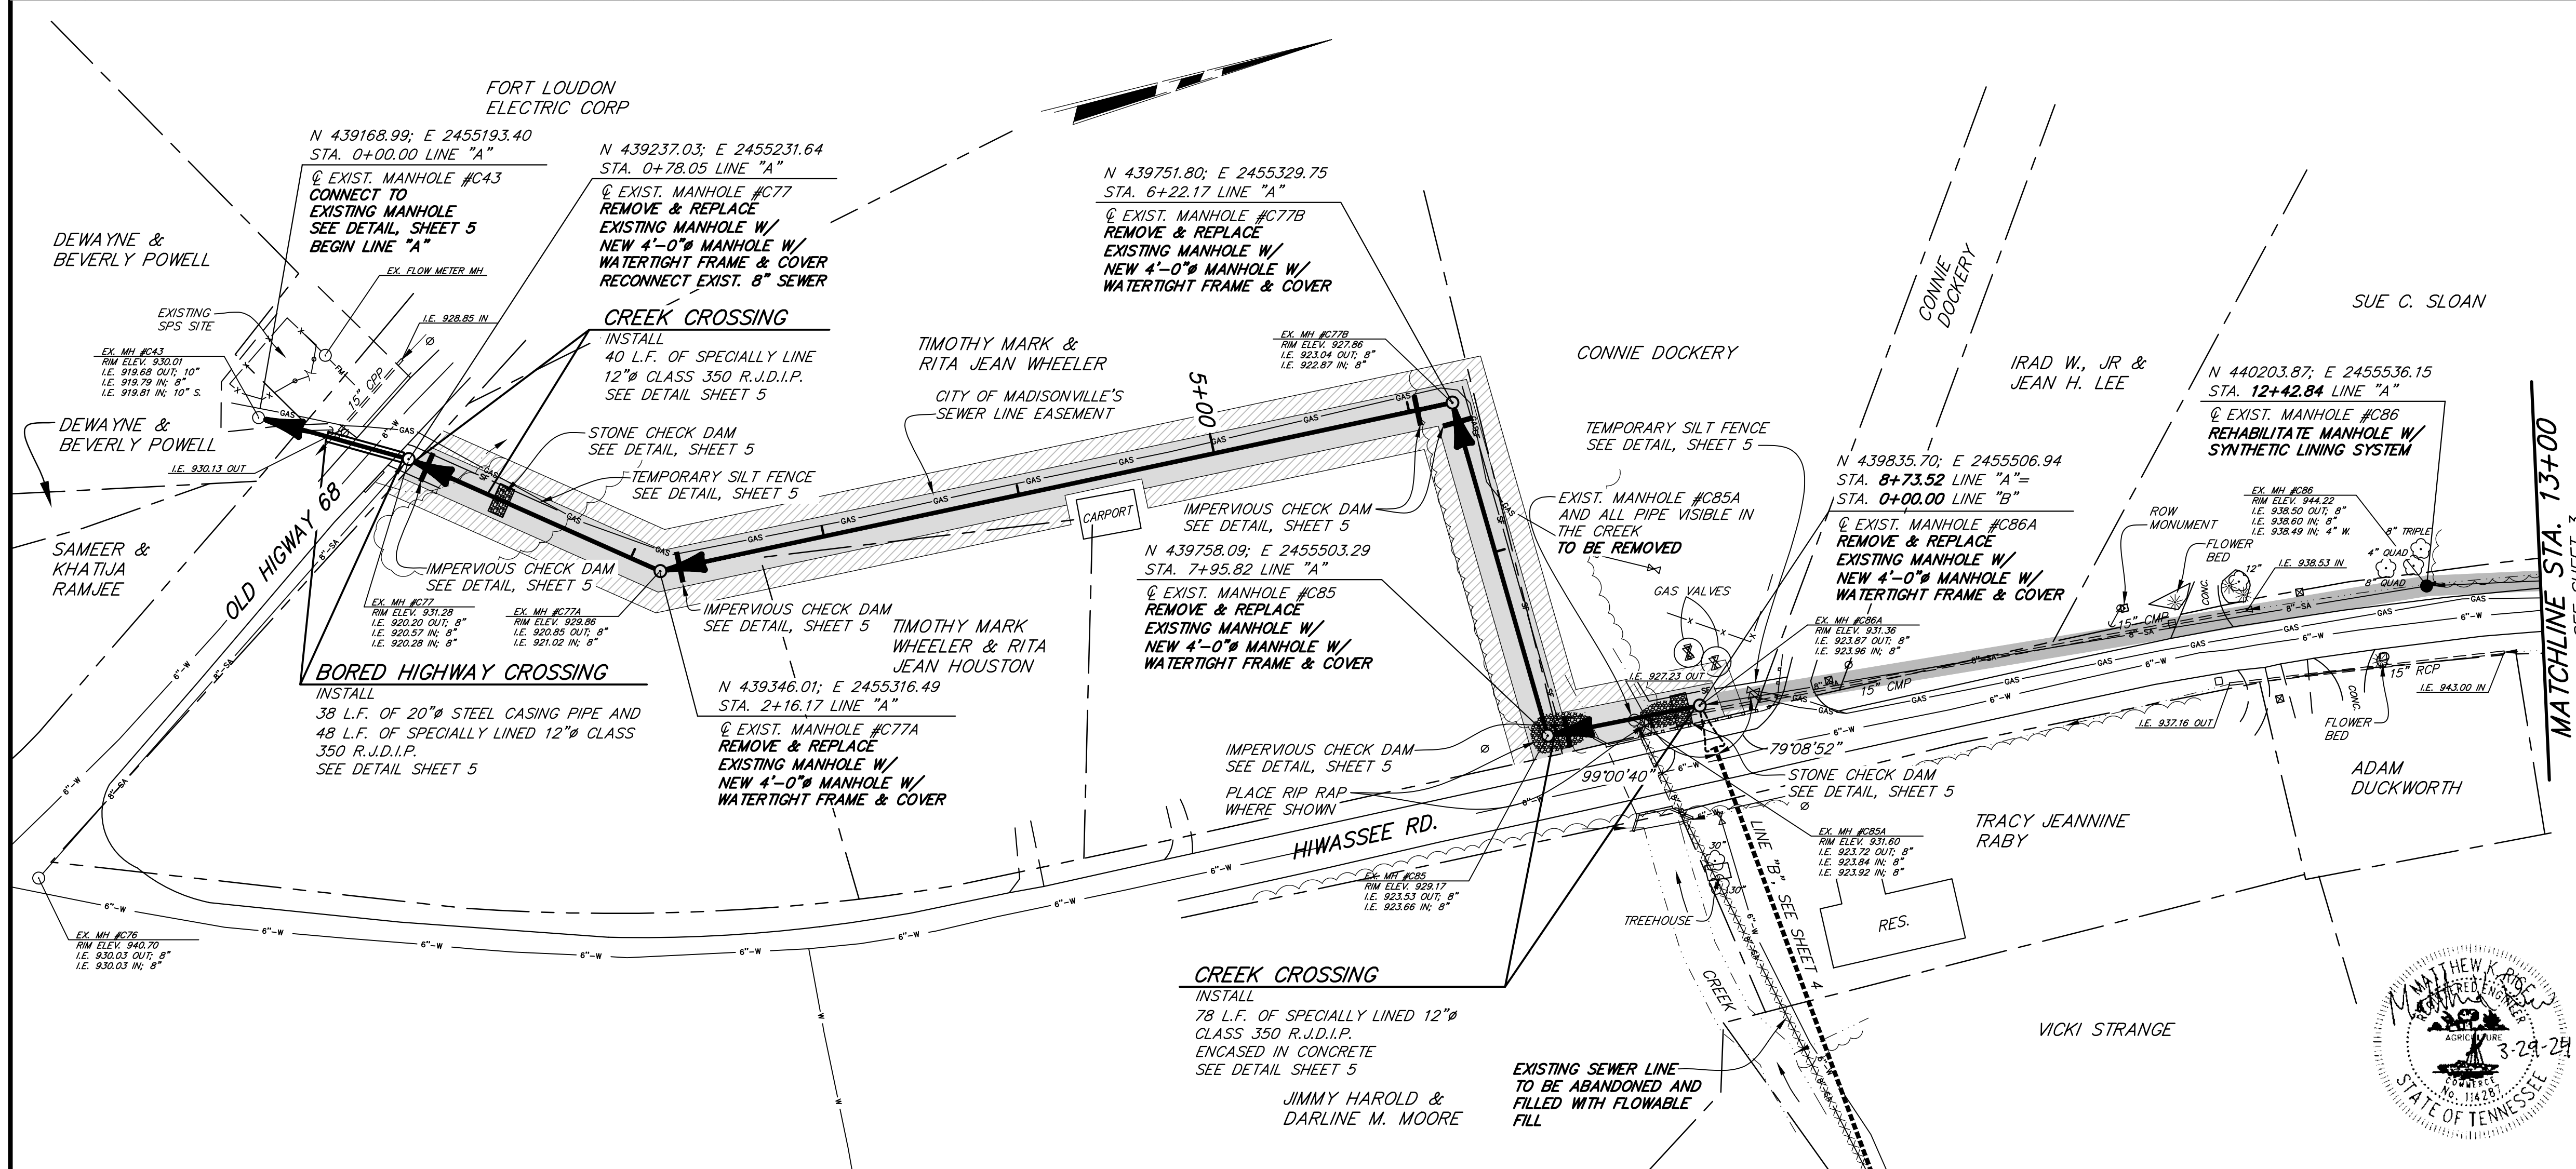 FORT LOUDON
ELECTRIC CORP
N 439168.99; E 2455193.40
STA. 0+00.00 LINE "A"
℄ EXIST. MANHOLE #C43
CONNECT TO
EXISTING MANHOLE
SEE DETAIL, SHEET 5
BEGIN LINE "A"
N 439237.03; E 2455231.64
STA. 0+78.05 LINE "A"
℄ EXIST. MANHOLE #C77
REMOVE & REPLACE
EXISTING MANHOLE W/
NEW 4'-0"ø MANHOLE W/
WATERTIGHT FRAME & COVER
RECONNECT EXIST. 8" SEWER
N 439751.80; E 2455329.75
STA. 6+22.17 LINE "A"
℄ EXIST. MANHOLE #C77B
REMOVE & REPLACE
EXISTING MANHOLE W/
NEW 4'-0"ø MANHOLE W/
WATERTIGHT FRAME & COVER
DEWAYNE &
BEVERLY POWELL
EX. FLOW METER MH
EXISTING
SPS SITE
I.E. 928.85 IN
EX. MH #C43
RIM ELEV. 930.01
I.E. 919.68 OUT; 10"
I.E. 919.79 IN; 8"
I.E. 919.81 IN; 10" S.
15" CPP
FM
CREEK CROSSING
INSTALL
40 L.F. OF SPECIALLY LINE
12"ø CLASS 350 R.J.D.I.P.
SEE DETAIL SHEET 5
TIMOTHY MARK &
RITA JEAN WHEELER
CITY OF MADISONVILLE'S
SEWER LINE EASEMENT
5+00
EX. MH #C77B
RIM ELEV. 927.86
I.E. 923.04 OUT; 8"
I.E. 922.87 IN; 8"
CONNIE DOCKERY
CONNIE
DOCKERY
IRAD W., JR &
JEAN H. LEE
SUE C. SLOAN
N 440203.87; E 2455536.15
STA. 12+42.84 LINE "A"
℄ EXIST. MANHOLE #C86
REHABILITATE MANHOLE W/
SYNTHETIC LINING SYSTEM
MATCHLINE STA. 13+00
SEE SHEET 3
DEWAYNE &
BEVERLY POWELL
I.E. 930.13 OUT
STONE CHECK DAM
SEE DETAIL, SHEET 5
TEMPORARY SILT FENCE
SEE DETAIL, SHEET 5
CARPORT
IMPERVIOUS CHECK DAM
SEE DETAIL, SHEET 5
TEMPORARY SILT FENCE
SEE DETAIL, SHEET 5
EXIST. MANHOLE #C85A
AND ALL PIPE VISIBLE IN
THE CREEK
TO BE REMOVED
N 439835.70; E 2455506.94
STA. 8+73.52 LINE "A"=
STA. 0+00.00 LINE "B"
℄ EXIST. MANHOLE #C86A
REMOVE & REPLACE
EXISTING MANHOLE W/
NEW 4'-0"ø MANHOLE W/
WATERTIGHT FRAME & COVER
EX. MH #C86
RIM ELEV. 944.22
I.E. 938.50 OUT; 8"
I.E. 938.60 IN; 8"
I.E. 938.49 IN; 4" W.
ROW
MONUMENT
FLOWER
BED
8" TRIPLE
4" QUAD
8" QUAD
12"
CONC.
I.E. 938.53 IN
SAMEER &
KHATIJA
RAMJEE
OLD HIGWAY 68
IMPERVIOUS CHECK DAM
SEE DETAIL, SHEET 5
EX. MH #C77
RIM ELEV. 931.28
I.E. 920.20 OUT; 8"
I.E. 920.57 IN; 8"
I.E. 920.28 IN; 8"
EX. MH #C77A
RIM ELEV. 929.86
I.E. 920.85 OUT; 8"
I.E. 921.02 IN; 8"
IMPERVIOUS CHECK DAM
SEE DETAIL, SHEET 5
TIMOTHY MARK
WHEELER & RITA
JEAN HOUSTON
N 439758.09; E 2455503.29
STA. 7+95.82 LINE "A"
℄ EXIST. MANHOLE #C85
REMOVE & REPLACE
EXISTING MANHOLE W/
NEW 4'-0"ø MANHOLE W/
WATERTIGHT FRAME & COVER
GAS VALVES
EX. MH #C86A
RIM ELEV. 931.36
I.E. 923.87 OUT; 8"
I.E. 923.96 IN; 8"
I.E. 927.23 OUT
15" CMP
15" CMP
8"-SA
GAS
6"-W
15" RCP
I.E. 943.00 IN
CONC.
FLOWER
BED
I.E. 937.16 OUT
BORED HIGHWAY CROSSING
INSTALL
38 L.F. OF 20"ø STEEL CASING PIPE AND
48 L.F. OF SPECIALLY LINED 12"ø CLASS
350 R.J.D.I.P.
SEE DETAIL SHEET 5
N 439346.01; E 2455316.49
STA. 2+16.17 LINE "A"
℄ EXIST. MANHOLE #C77A
REMOVE & REPLACE
EXISTING MANHOLE W/
NEW 4'-0"ø MANHOLE W/
WATERTIGHT FRAME & COVER
IMPERVIOUS CHECK DAM
SEE DETAIL, SHEET 5
PLACE RIP RAP
WHERE SHOWN
79°08'52"
99°00'40"
STONE CHECK DAM
SEE DETAIL, SHEET 5
HIWASSEE RD.
ADAM
DUCKWORTH
TRACY JEANNINE
RABY
EX. MH #C85A
RIM ELEV. 931.60
I.E. 923.72 OUT; 8"
I.E. 923.84 IN; 8"
I.E. 923.92 IN; 8"
EX. MH #C85
RIM ELEV. 929.17
I.E. 923.53 OUT; 8"
I.E. 923.66 IN; 8"
30"
30"
TREEHOUSE
LINE "B", SEE SHEET 4
RES.
EX. MH #C76
RIM ELEV. 940.70
I.E. 930.03 OUT; 8"
I.E. 930.03 IN; 8"
CREEK CROSSING
INSTALL
78 L.F. OF SPECIALLY LINED 12"ø
CLASS 350 R.J.D.I.P.
ENCASED IN CONCRETE
SEE DETAIL SHEET 5
CREEK
VICKI STRANGE
JIMMY HAROLD &
DARLINE M. MOORE
EXISTING SEWER LINE
TO BE ABANDONED AND
FILLED WITH FLOWABLE
FILL
MATTHEW K. RICE
REGISTERED ENGINEER
AGRICULTURE
3-29-24
COMMERCE
No. 114287
STATE OF TENNESSEE